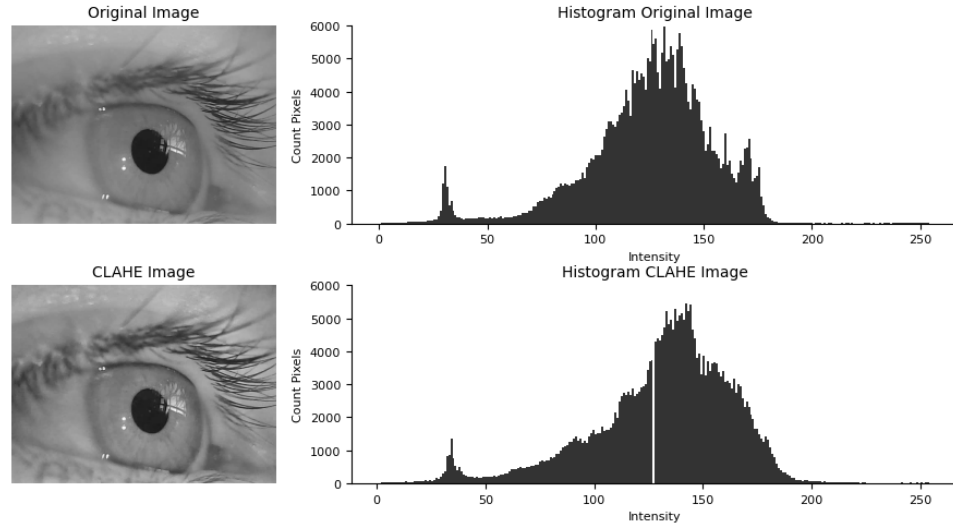 Original Image
Histogram Original Image
6000
5000
4000
3000
2000
1000
0
Count Pixels
0 50 100 150 200 250
Intensity
CLAHE Image
Histogram CLAHE Image
6000
5000
4000
3000
2000
1000
0
Count Pixels
0 50 100 150 200 250
Intensity